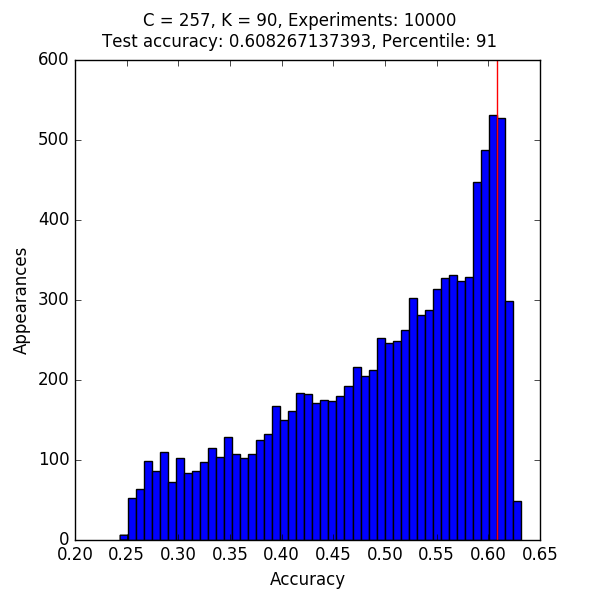 C = 257, K = 90, Experiments: 10000
Test accuracy: 0.608267137393, Percentile: 91
600
500
400
300
200
100
0
Appearances
0.20 0.25 0.30 0.35 0.40 0.45 0.50 0.55 0.60 0.65
Accuracy